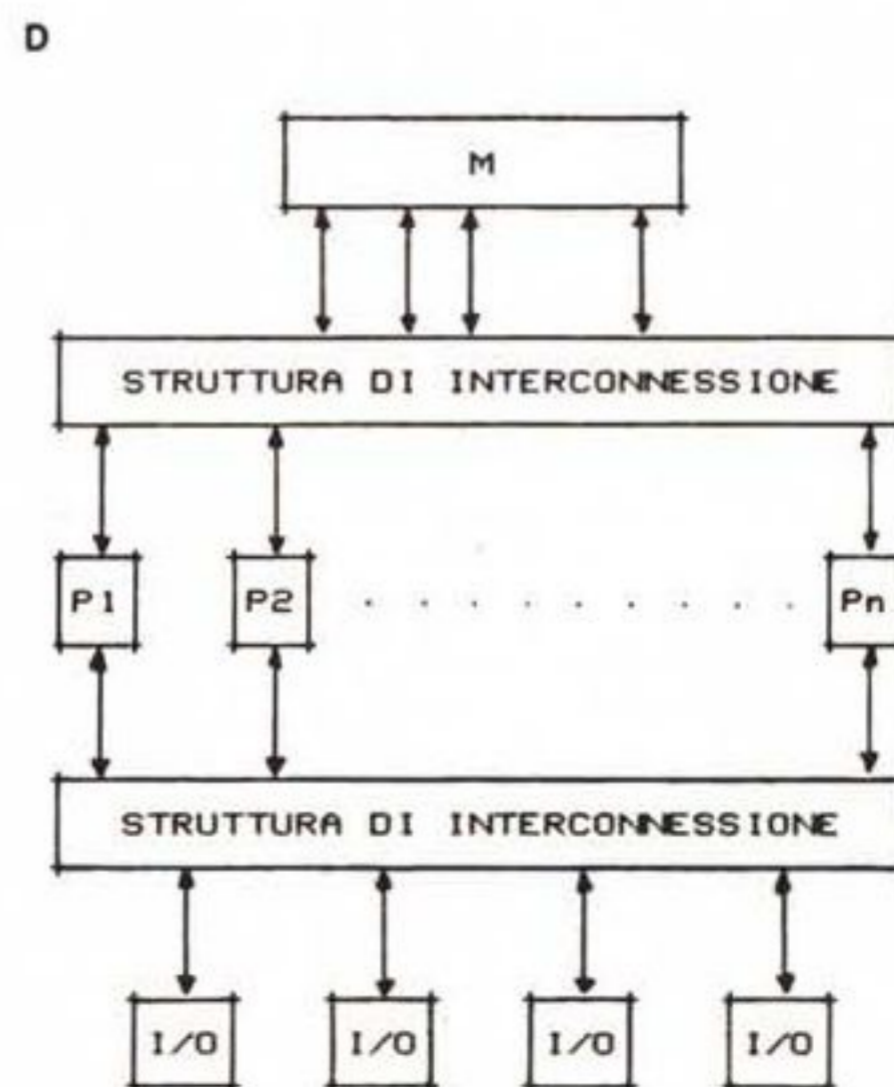 D
M
STRUTTURA DI INTERCONNESSIONE
P1 P2 . . . . . . . . . Pn
STRUTTURA DI INTERCONNESSIONE
I/O I/O I/O I/O